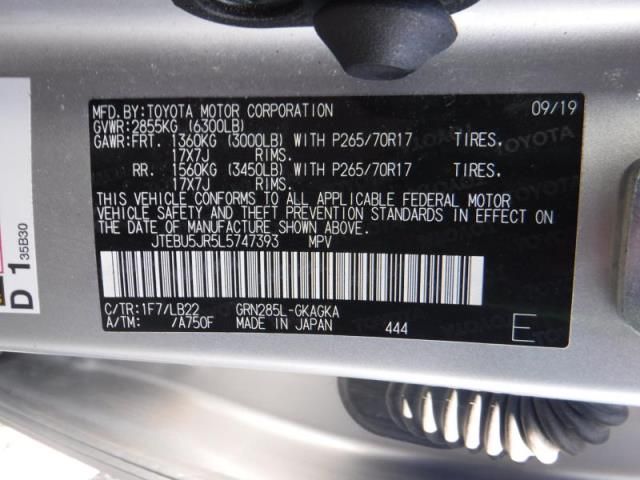 MFD.BY:TOYOTA MOTOR CORPORATION 09/19
GVWR:2855KG (6300LB)
GAWR:FRT. 1360KG (3000LB) WITH P265/70R17 TIRES.
17X7J RIMS.
RR. 1560KG (3450LB) WITH P265/70R17 TIRES.
17X7J RIMS.
THIS VEHICLE CONFORMS TO ALL APPLICABLE FEDERAL MOTOR
VEHICLE SAFETY AND THEFT PREVENTION STANDARDS IN EFFECT ON
THE DATE OF MANUFACTURE SHOWN ABOVE.
JTEBU5JR5L5747393 MPV
C/TR:1F7/LB22 GRN285L-GKAGKA
A/TM: /A750F MADE IN JAPAN 444
E
D 1 35B30